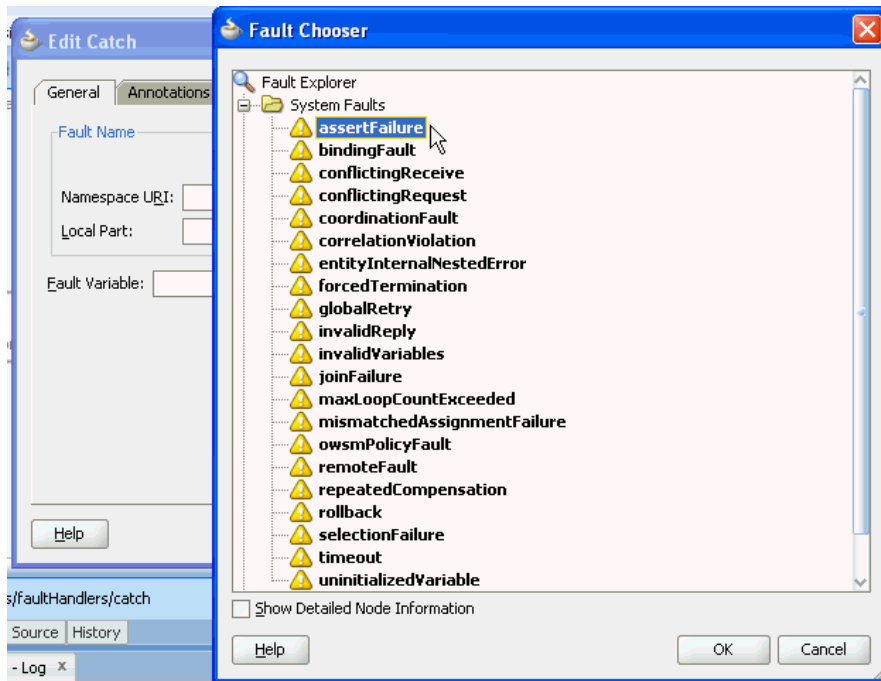 Edit Catch
General
Annotations
Fault Name
Namespace URI:
Local Part:
Fault Variable:
Help
s/faultHandlers/catch
Source
History
- Log x
Fault Chooser
Fault Explorer
System Faults
assertFailure
bindingFault
conflictingReceive
conflictingRequest
coordinationFault
correlationViolation
entityInternalNestedError
forcedTermination
globalRetry
invalidReply
invalidVariables
joinFailure
maxLoopCountExceeded
mismatchedAssignmentFailure
owsmPolicyFault
remoteFault
repeatedCompensation
rollback
selectionFailure
timeout
uninitializedVariable
Show Detailed Node Information
Help
OK
Cancel